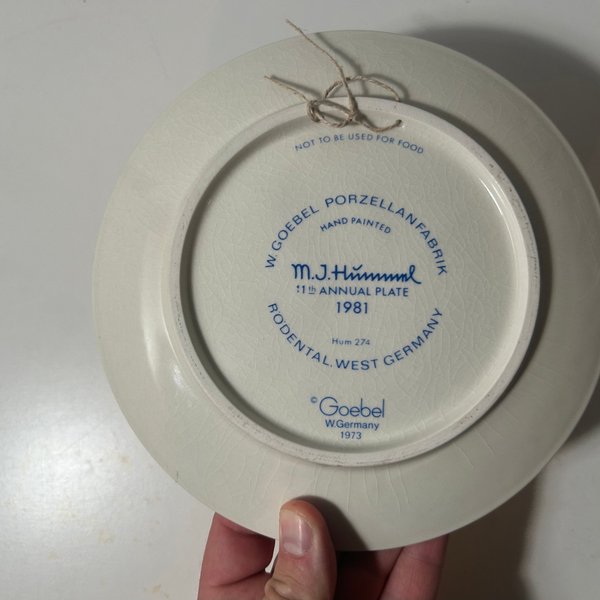 NOT TO BE USED FOR FOOD
W. GOEBEL PORZELLANFABRIK
HAND PAINTED
M.J. Hummel
11th ANNUAL PLATE
1981
Hum 274
RÖDENTAL. WEST GERMANY
© Goebel
W.Germany
1973